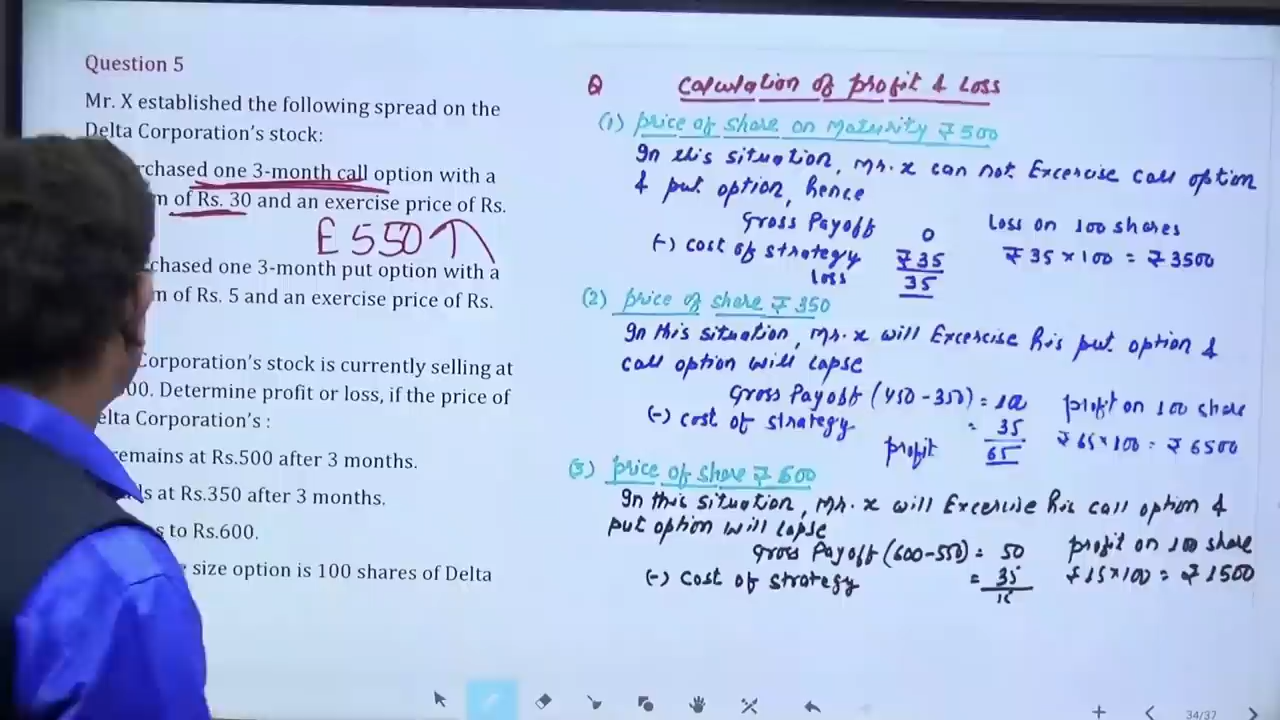 Question 5
Mr. X established the following spread on the
Delta Corporation's stock:
rchased one 3-month call option with a
m of Rs. 30 and an exercise price of Rs.
£550
chased one 3-month put option with a
m of Rs. 5 and an exercise price of Rs.
Corporation's stock is currently selling at
00. Determine profit or loss, if the price of
elta Corporation's :
remains at Rs.500 after 3 months.
ls at Rs.350 after 3 months.
s to Rs.600.
size option is 100 shares of Delta
Q Calculation of profit & Loss
(1) price of share on Maturity ₹ 500
In this situation, Mr. x can not Excercise call option
& put option, hence
Gross Payoff 0 Loss on 100 shares
(-) cost of strategy ₹ 35 ₹ 35 × 100 = ₹ 3500
Loss 35
(2) price of share ₹ 350
In this situation, Mr. x will Excercise his put option &
call option will lapse
Gross Payoff (450 - 350) = 100 profit on 100 share
(-) cost of strategy = 35 ₹ 65 × 100 = ₹ 6500
profit 65
(3) price of share ₹ 600
In this situation, Mr. x will Excercise his call option &
put option will lapse
Gross Payoff (600-550) = 50 profit on 100 share
(-) cost of strategy = 35 ₹ 15 × 100 = ₹ 1500
15
34/37